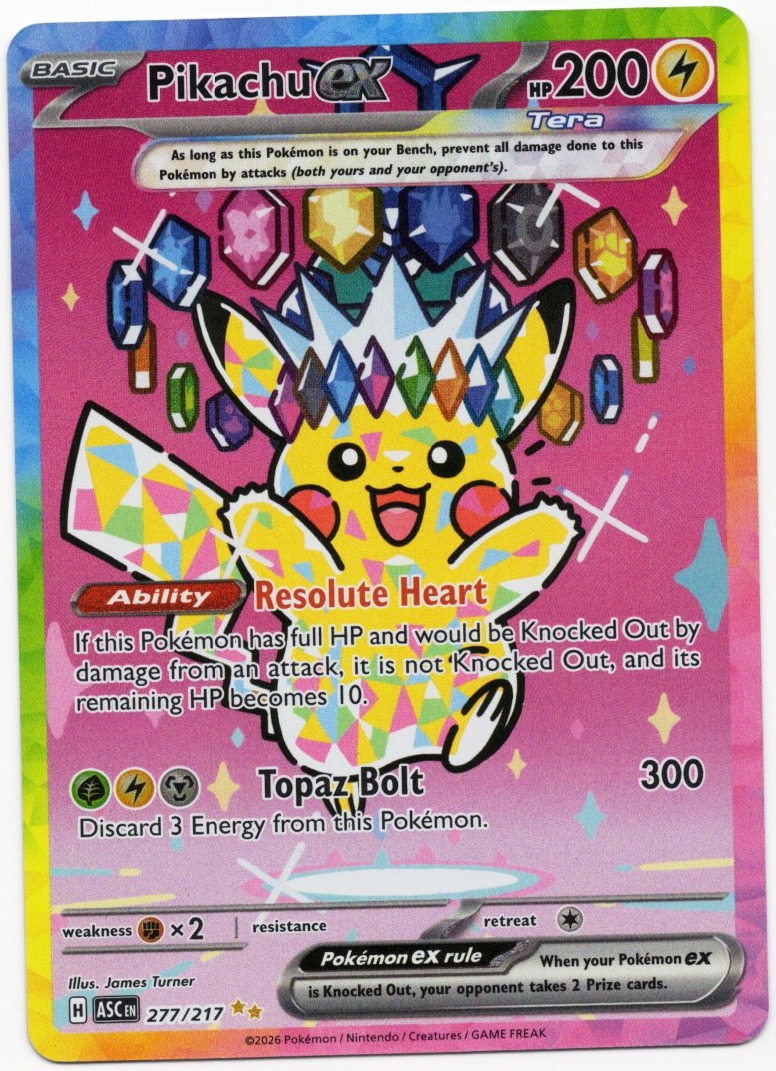 BASIC
Pikachu ex
HP 200
Tera
As long as this Pokémon is on your Bench, prevent all damage done to this
Pokémon by attacks (both yours and your opponent's).
Ability Resolute Heart
If this Pokémon has full HP and would be Knocked Out by
damage from an attack, it is not Knocked Out, and its
remaining HP becomes 10.
Topaz Bolt 300
Discard 3 Energy from this Pokémon.
weakness ×2 resistance retreat
Pokémon ex rule When your Pokémon ex
is Knocked Out, your opponent takes 2 Prize cards.
Illus. James Turner
H ASC EN 277/217
©2026 Pokémon / Nintendo / Creatures / GAME FREAK